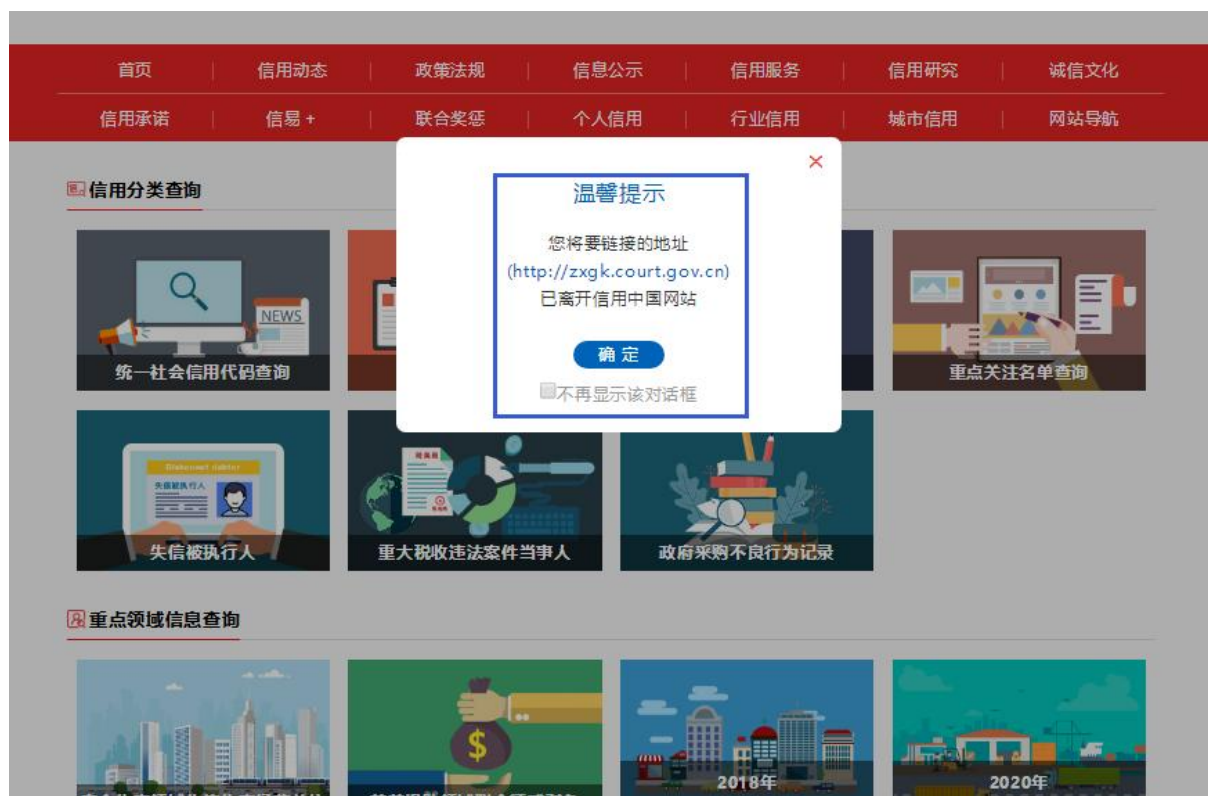 首页
信用动态
政策法规
信息公示
信用服务
信用研究
诚信文化
信用承诺
信易+
联合奖惩
个人信用
行业信用
城市信用
网站导航
信用分类查询
温馨提示
您将要链接的地址
(http://zxgk.court.gov.cn)
已离开信用中国网站
确定
不再显示该对话框
NEWS
统一社会信用代码查询
重点关注名单查询
失信被执行人
失信被执行人
重大税收违法案件当事人
政府采购不良行为记录
重点领域信息查询
2018年
2020年